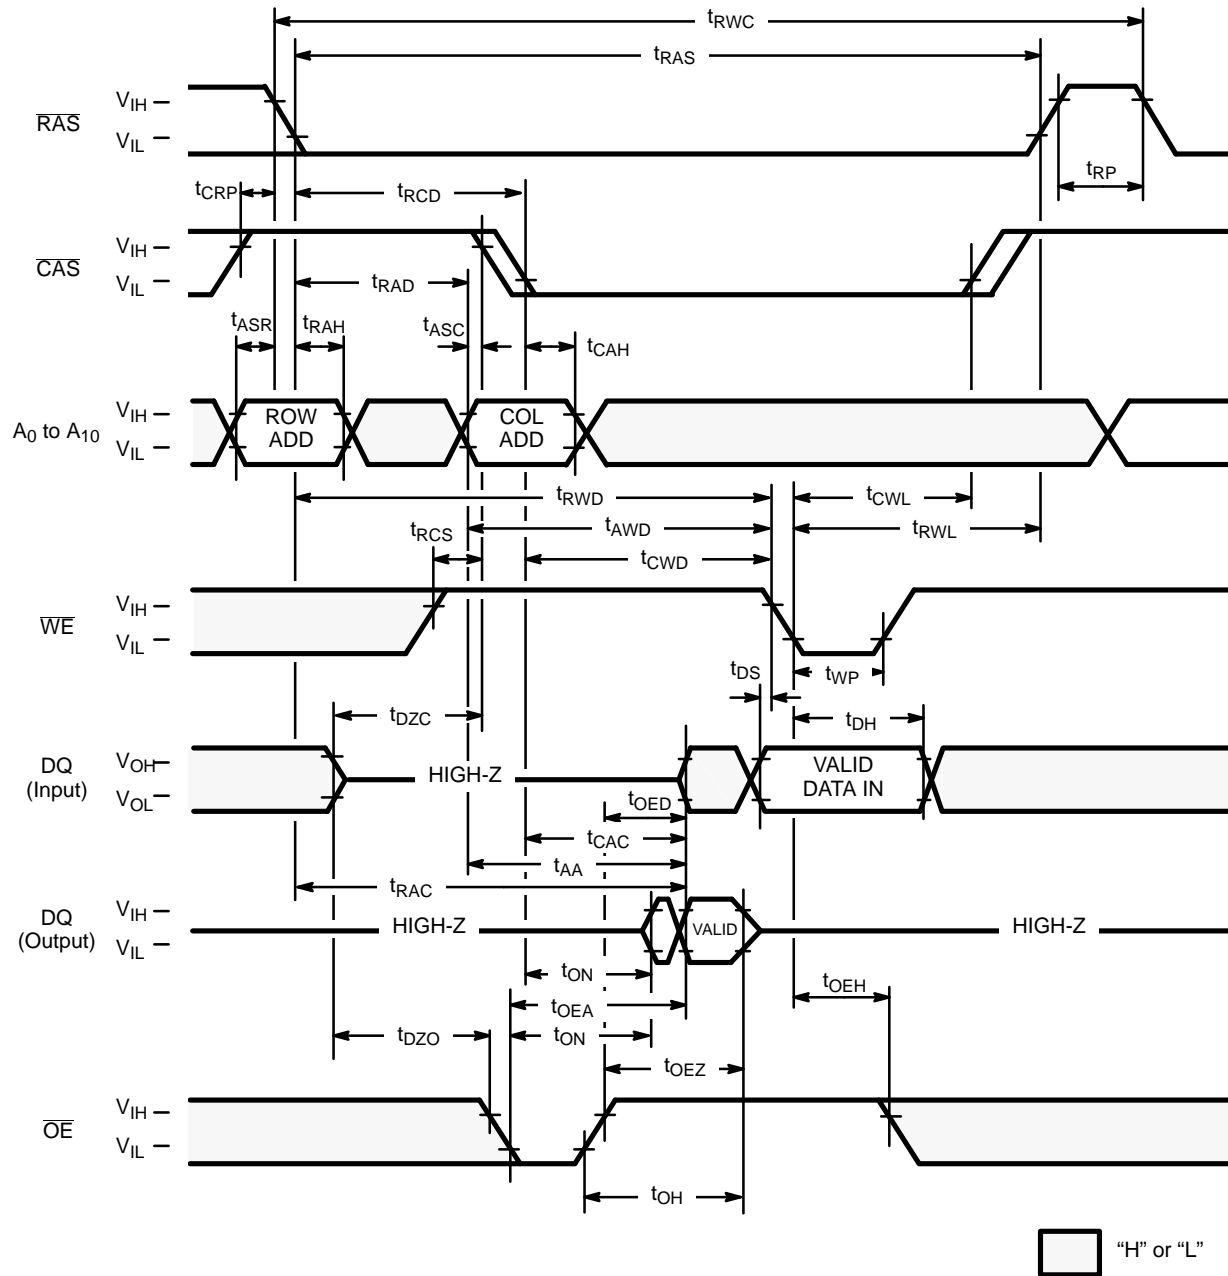 tRWC
tRAS
RAS
VIH
VIL
tRP
tCRP
tRCD
CAS
VIH
VIL
tRAD
tASR
tRAH
tASC
tCAH
A0 to A10
VIH
VIL
ROW
ADD
COL
ADD
tRWD
tCWL
tRCS
tAWD
tRWL
tCWD
WE
VIH
VIL
tDS
tWP
tDZC
tDH
DQ
(Input)
VOH
VOL
HIGH-Z
VALID
DATA IN
tOED
tCAC
tAA
tRAC
DQ
(Output)
VIH
VIL
HIGH-Z
VALID
HIGH-Z
tON
tOEH
tOEA
tDZO
tON
tOEZ
OE
VIH
VIL
tOH
“H” or “L”